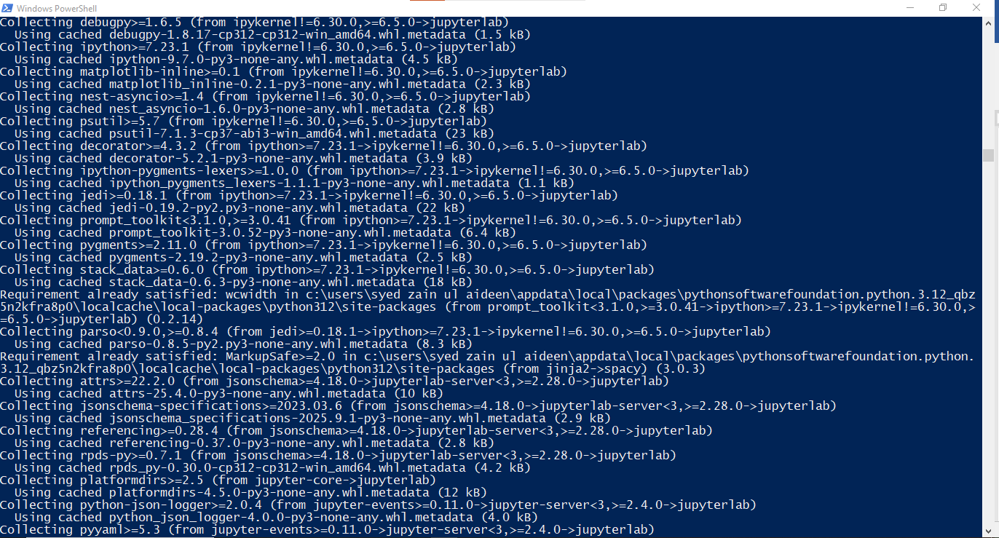 Windows PowerShell
Collecting debugpy>=1.6.5 (from ipykernel!=6.30.0,>=6.5.0->jupyterlab)
  Using cached debugpy-1.8.17-cp312-cp312-win_amd64.whl.metadata (1.5 kB)
Collecting ipython>=7.23.1 (from ipykernel!=6.30.0,>=6.5.0->jupyterlab)
  Using cached ipython-9.7.0-py3-none-any.whl.metadata (4.5 kB)
Collecting matplotlib-inline>=0.1 (from ipykernel!=6.30.0,>=6.5.0->jupyterlab)
  Using cached matplotlib_inline-0.2.1-py3-none-any.whl.metadata (2.3 kB)
Collecting nest-asyncio>=1.4 (from ipykernel!=6.30.0,>=6.5.0->jupyterlab)
  Using cached nest_asyncio-1.6.0-py3-none-any.whl.metadata (2.8 kB)
Collecting psutil>=5.7 (from ipykernel!=6.30.0,>=6.5.0->jupyterlab)
  Using cached psutil-7.1.3-cp37-abi3-win_amd64.whl.metadata (23 kB)
Collecting decorator>=4.3.2 (from ipython>=7.23.1->ipykernel!=6.30.0,>=6.5.0->jupyterlab)
  Using cached decorator-5.2.1-py3-none-any.whl.metadata (3.9 kB)
Collecting ipython-pygments-lexers>=1.0.0 (from ipython>=7.23.1->ipykernel!=6.30.0,>=6.5.0->jupyterlab)
  Using cached ipython_pygments_lexers-1.1.1-py3-none-any.whl.metadata (1.1 kB)
Collecting jedi>=0.18.1 (from ipython>=7.23.1->ipykernel!=6.30.0,>=6.5.0->jupyterlab)
  Using cached jedi-0.19.2-py2.py3-none-any.whl.metadata (22 kB)
Collecting prompt_toolkit<3.1.0,>=3.0.41 (from ipython>=7.23.1->ipykernel!=6.30.0,>=6.5.0->jupyterlab)
  Using cached prompt_toolkit-3.0.52-py3-none-any.whl.metadata (6.4 kB)
Collecting pygments>=2.11.0 (from ipython>=7.23.1->ipykernel!=6.30.0,>=6.5.0->jupyterlab)
  Using cached pygments-2.19.2-py3-none-any.whl.metadata (2.5 kB)
Collecting stack_data>=0.6.0 (from ipython>=7.23.1->ipykernel!=6.30.0,>=6.5.0->jupyterlab)
  Using cached stack_data-0.6.3-py3-none-any.whl.metadata (18 kB)
Requirement already satisfied: wcwidth in c:\users\syed zain ul aideen\appdata\local\packages\pythonsoftwarefoundation.python.3.12_qbz
5n2kfra8p0\localcache\local-packages\python312\site-packages (from prompt_toolkit<3.1.0,>=3.0.41->ipython>=7.23.1->ipykernel!=6.30.0,>
=6.5.0->jupyterlab) (0.2.14)
Collecting parso<0.9.0,>=0.8.4 (from jedi>=0.18.1->ipython>=7.23.1->ipykernel!=6.30.0,>=6.5.0->jupyterlab)
  Using cached parso-0.8.5-py2.py3-none-any.whl.metadata (8.3 kB)
Requirement already satisfied: MarkupSafe>=2.0 in c:\users\syed zain ul aideen\appdata\local\packages\pythonsoftwarefoundation.python.
3.12_qbz5n2kfra8p0\localcache\local-packages\python312\site-packages (from jinja2->spacy) (3.0.3)
Collecting attrs>=22.2.0 (from jsonschema>=4.18.0->jupyterlab-server<3,>=2.28.0->jupyterlab)
  Using cached attrs-25.4.0-py3-none-any.whl.metadata (10 kB)
Collecting jsonschema-specifications>=2023.03.6 (from jsonschema>=4.18.0->jupyterlab-server<3,>=2.28.0->jupyterlab)
  Using cached jsonschema_specifications-2025.9.1-py3-none-any.whl.metadata (2.9 kB)
Collecting referencing>=0.28.4 (from jsonschema>=4.18.0->jupyterlab-server<3,>=2.28.0->jupyterlab)
  Using cached referencing-0.37.0-py3-none-any.whl.metadata (2.8 kB)
Collecting rpds-py>=0.7.1 (from jsonschema>=4.18.0->jupyterlab-server<3,>=2.28.0->jupyterlab)
  Using cached rpds_py-0.30.0-cp312-cp312-win_amd64.whl.metadata (4.2 kB)
Collecting platformdirs>=2.5 (from jupyter-core->jupyterlab)
  Using cached platformdirs-4.5.0-py3-none-any.whl.metadata (12 kB)
Collecting python-json-logger>=2.0.4 (from jupyter-events>=0.11.0->jupyter-server<3,>=2.4.0->jupyterlab)
  Using cached python_json_logger-4.0.0-py3-none-any.whl.metadata (4.0 kB)
Collecting pyyaml>=5.3 (from jupyter-events>=0.11.0->jupyter-server<3,>=2.4.0->jupyterlab)